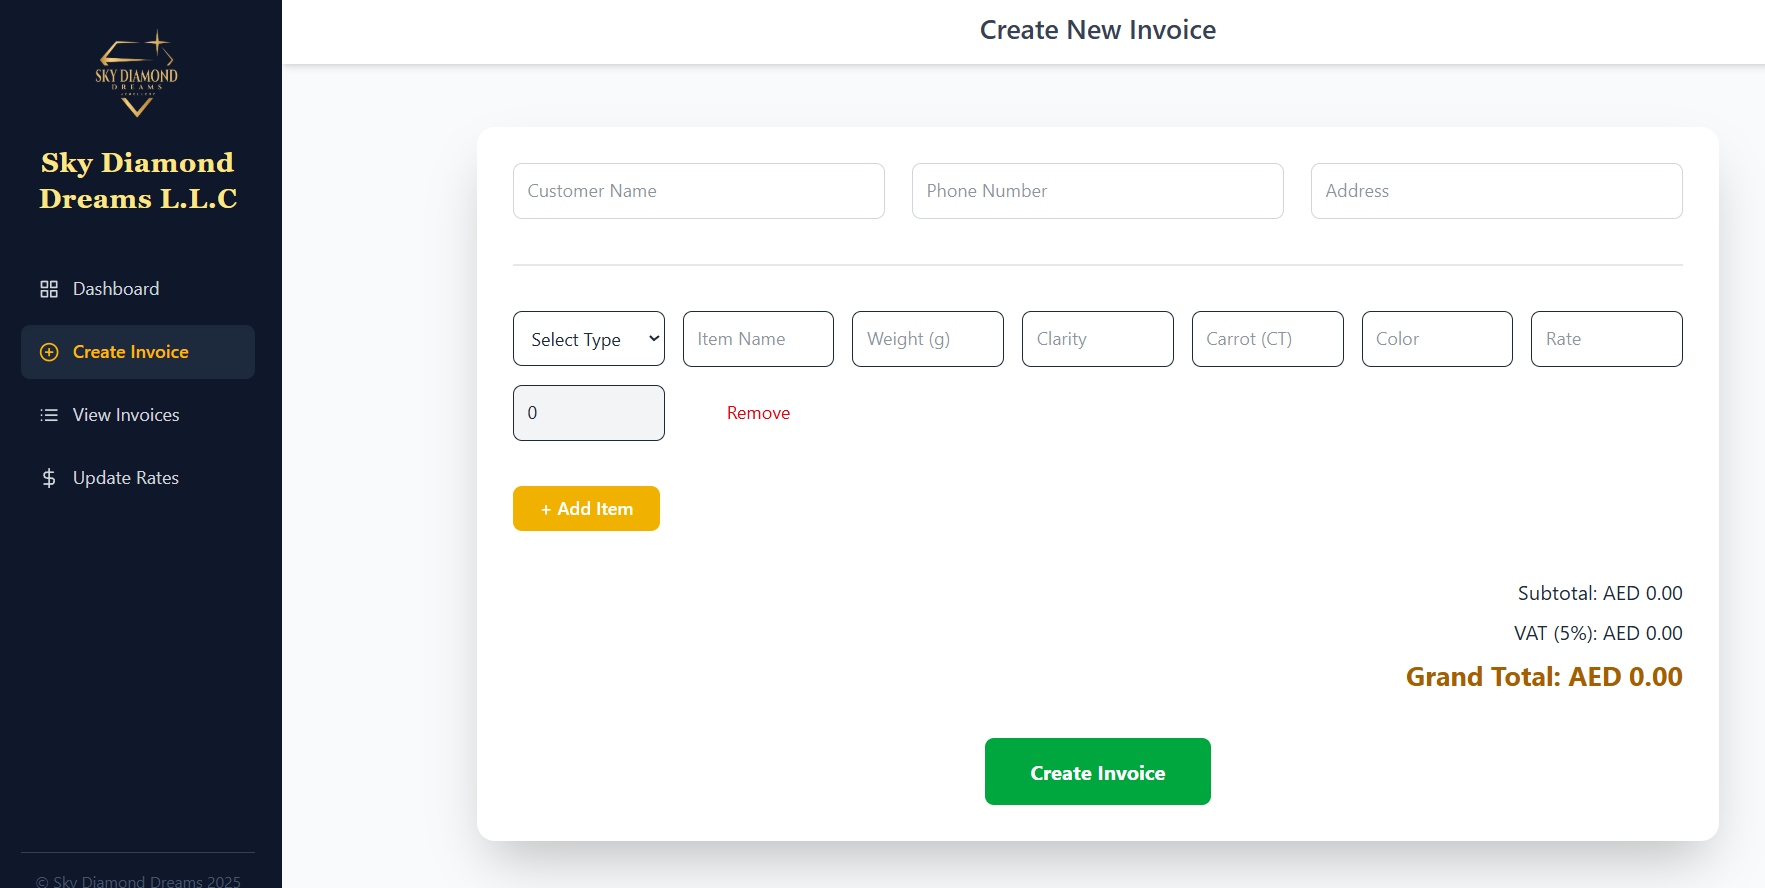 Create New Invoice
SKY DIAMOND
DREAMS
JEWELLERY
Sky Diamond
Dreams L.L.C
Dashboard
Create Invoice
View Invoices
Update Rates
© Sky Diamond Dreams 2025
Customer Name Phone Number Address
Select Type Item Name Weight (g) Clarity Carrot (CT) Color Rate
0 Remove
+ Add Item
Subtotal: AED 0.00
VAT (5%): AED 0.00
Grand Total: AED 0.00
Create Invoice